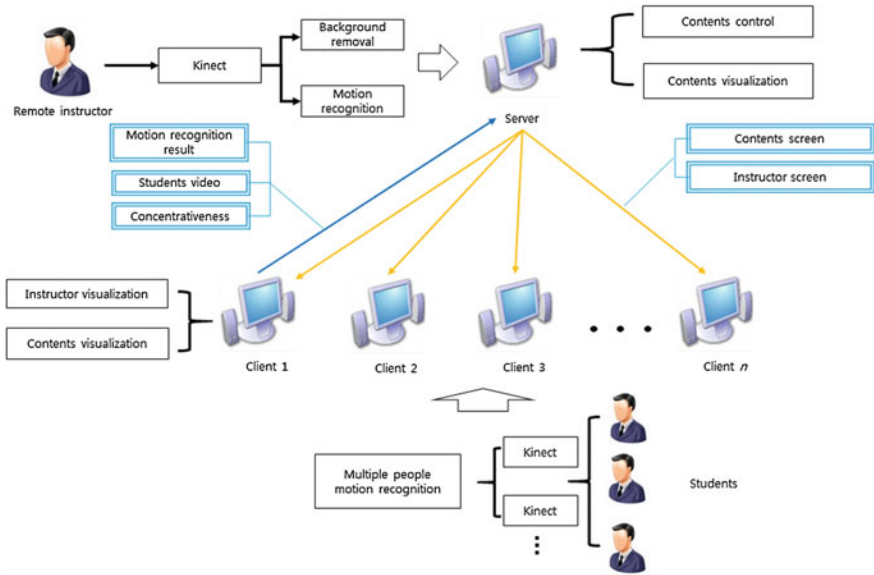 Remote instructor
Kinect
Background
removal
Motion
recognition
Server
Contents control
Contents visualization
Motion recognition
result
Students video
Concentrativeness
Contents screen
Instructor screen
Instructor visualization
Contents visualization
Client 1
Client 2
Client 3
Client n
Multiple people
motion recognition
Kinect
Kinect
Students